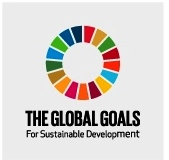 THE GLOBAL GOALS
For Sustainable Development